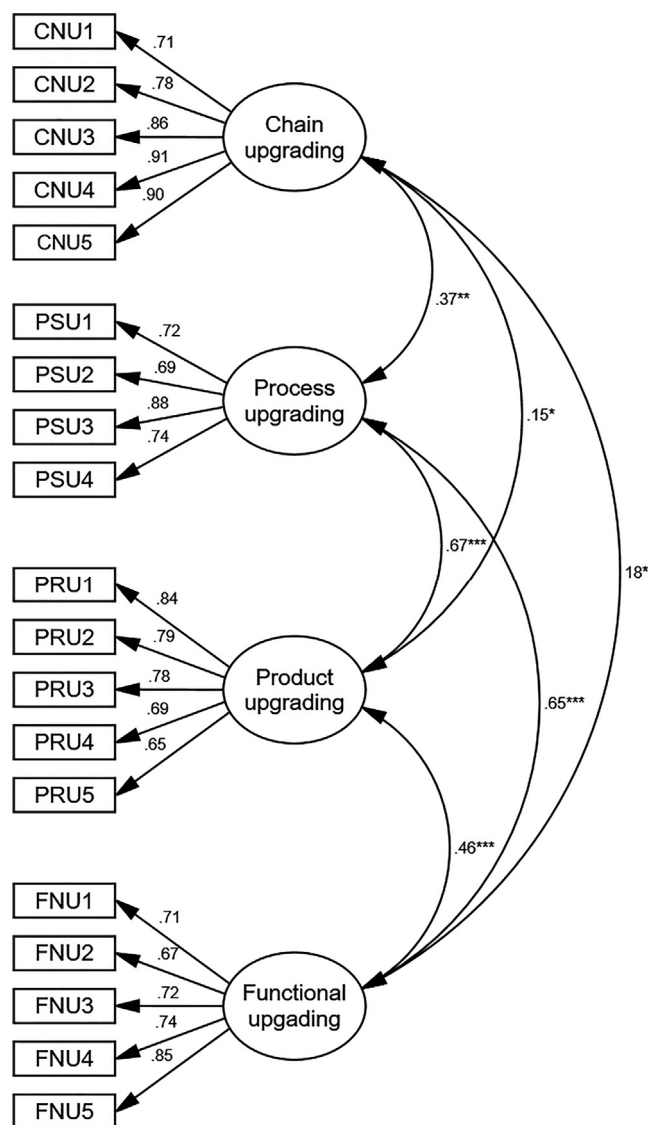 CNU1
.71
CNU2
.78
CNU3
.86
CNU4
.91
CNU5
.90
Chain
upgrading
.37**
PSU1
.72
PSU2
.69
PSU3
.88
PSU4
.74
Process
upgrading
.15*
.67***
18*
PRU1
.84
PRU2
.79
PRU3
.78
PRU4
.69
PRU5
.65
Product
upgrading
.65***
.46***
FNU1
.71
FNU2
.67
FNU3
.72
FNU4
.74
FNU5
.85
Functional
upgading